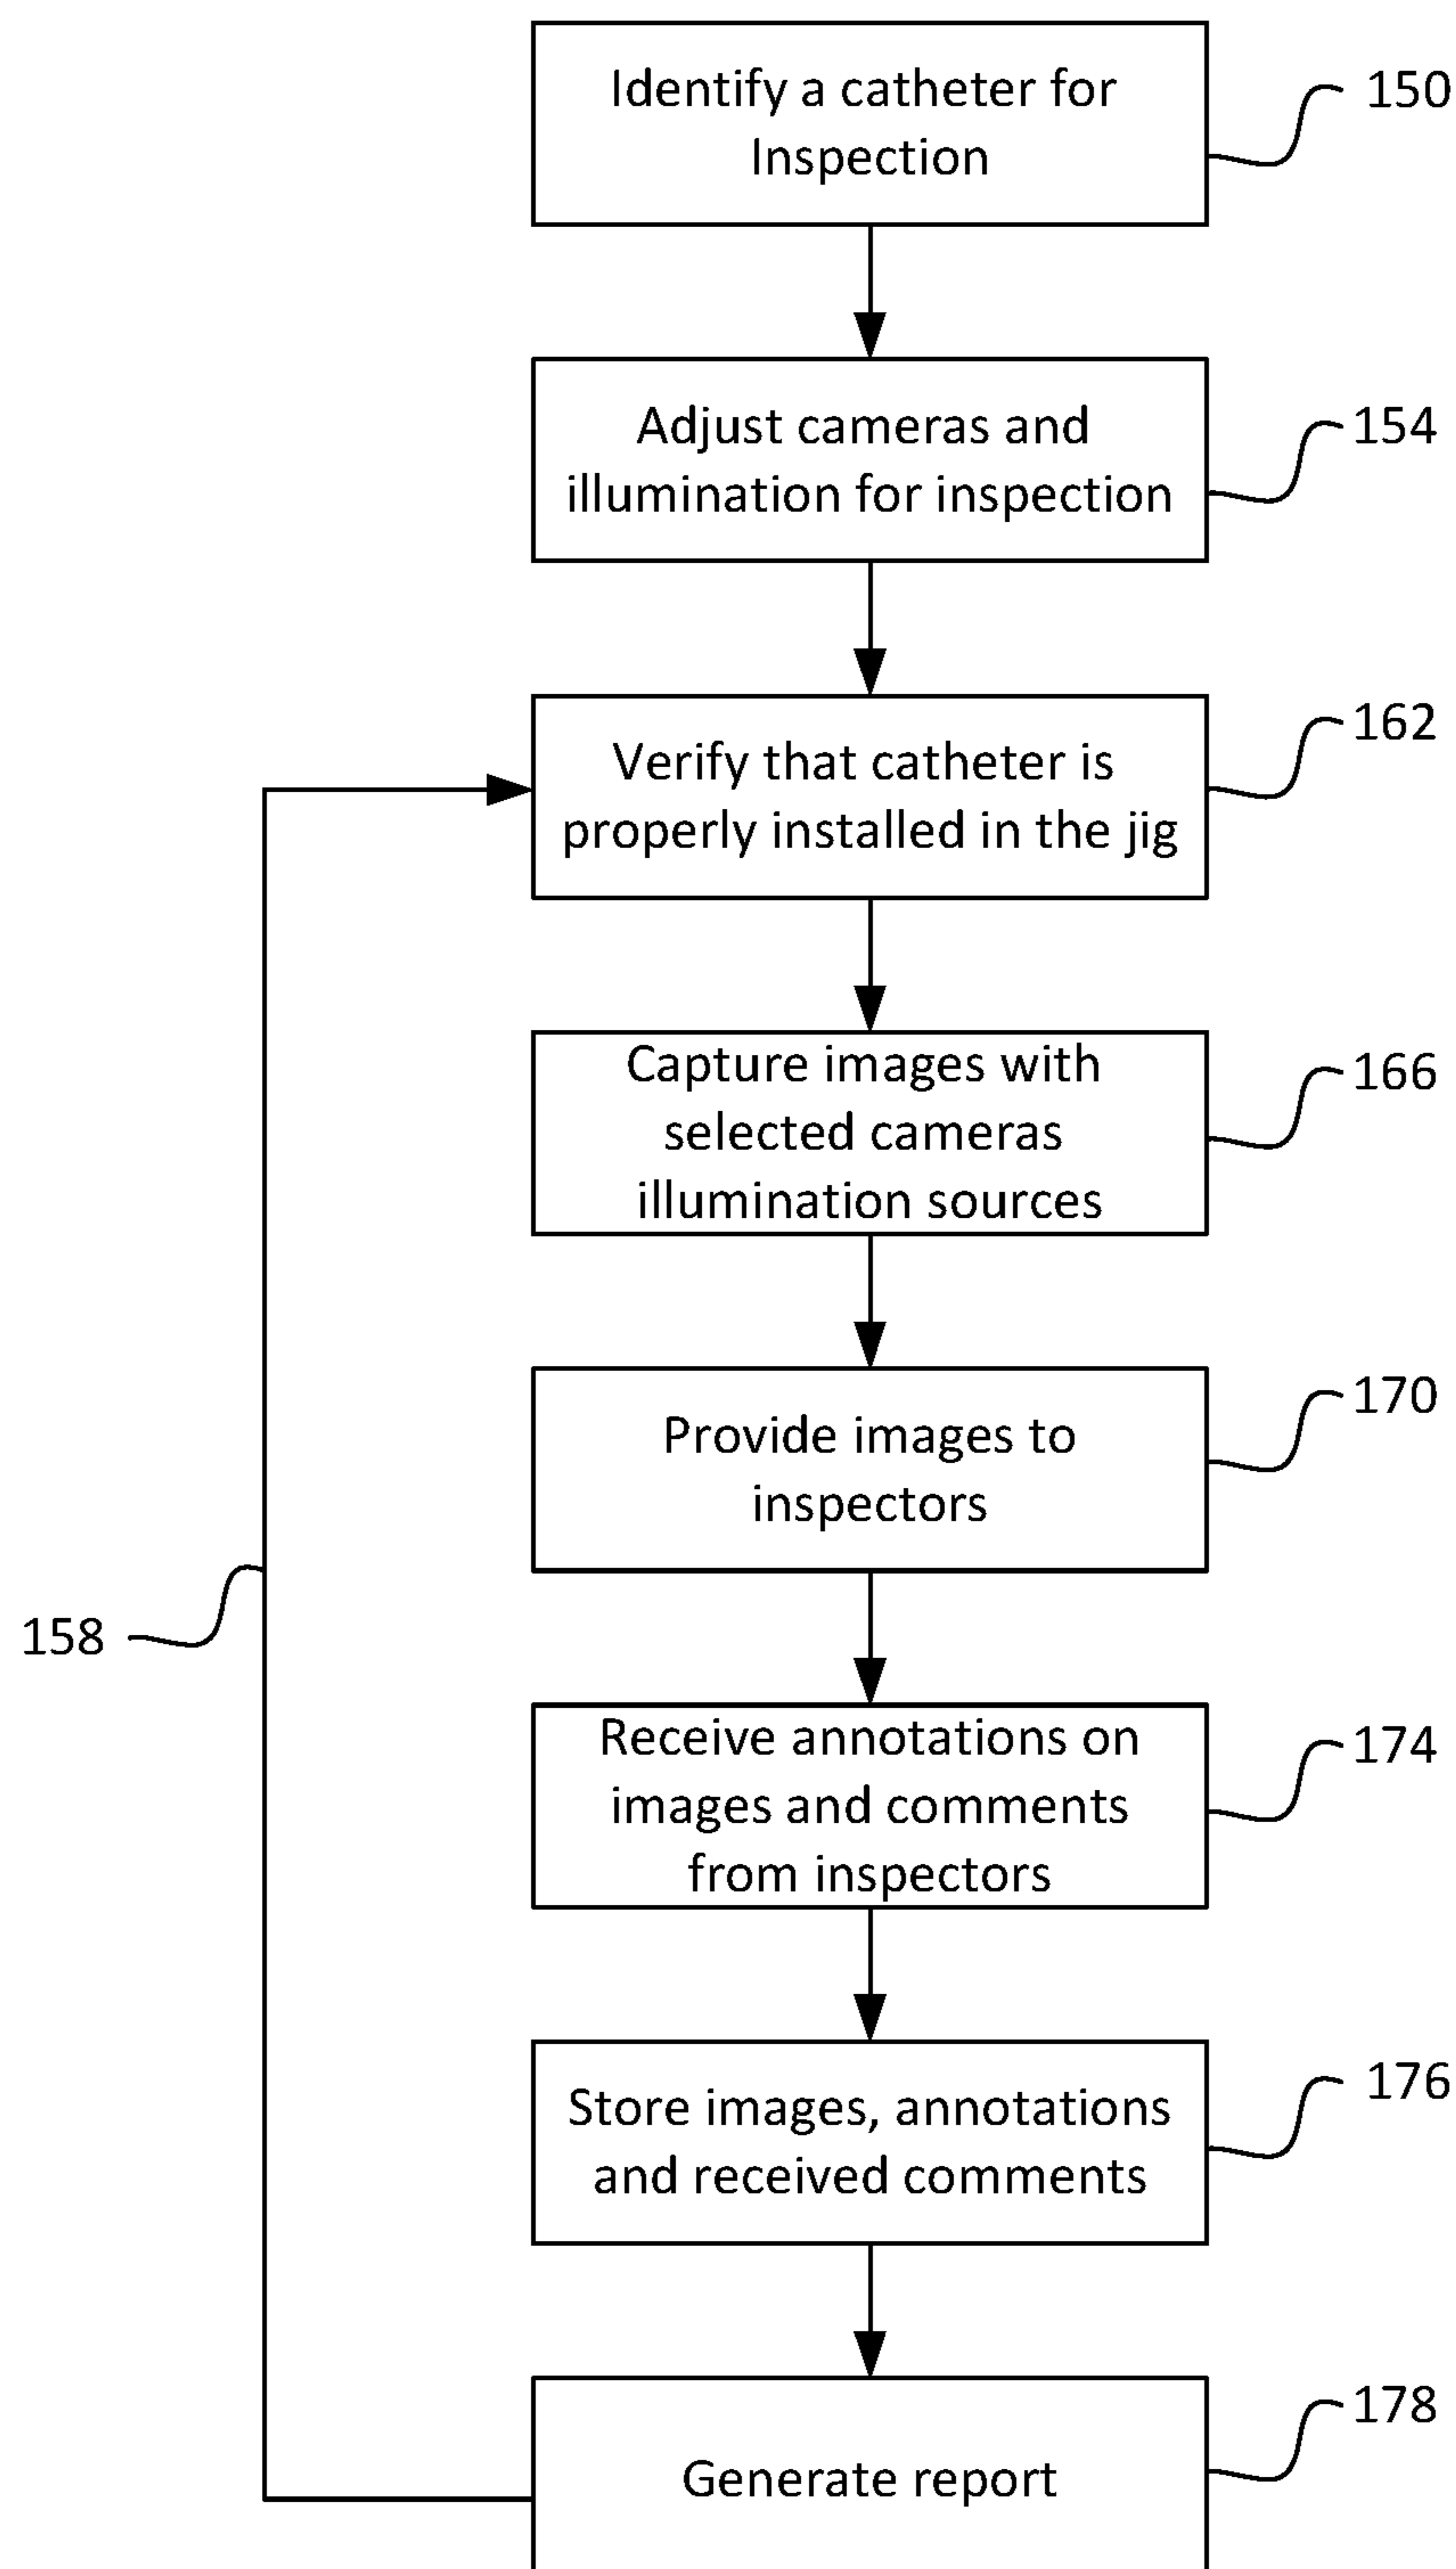 Identify a catheter for
Inspection
150
Adjust cameras and
illumination for inspection
154
Verify that catheter is
properly installed in the jig
162
Capture images with
selected cameras
illumination sources
166
Provide images to
inspectors
170
158
Receive annotations on
images and comments
from inspectors
174
Store images, annotations
and received comments
176
Generate report
178